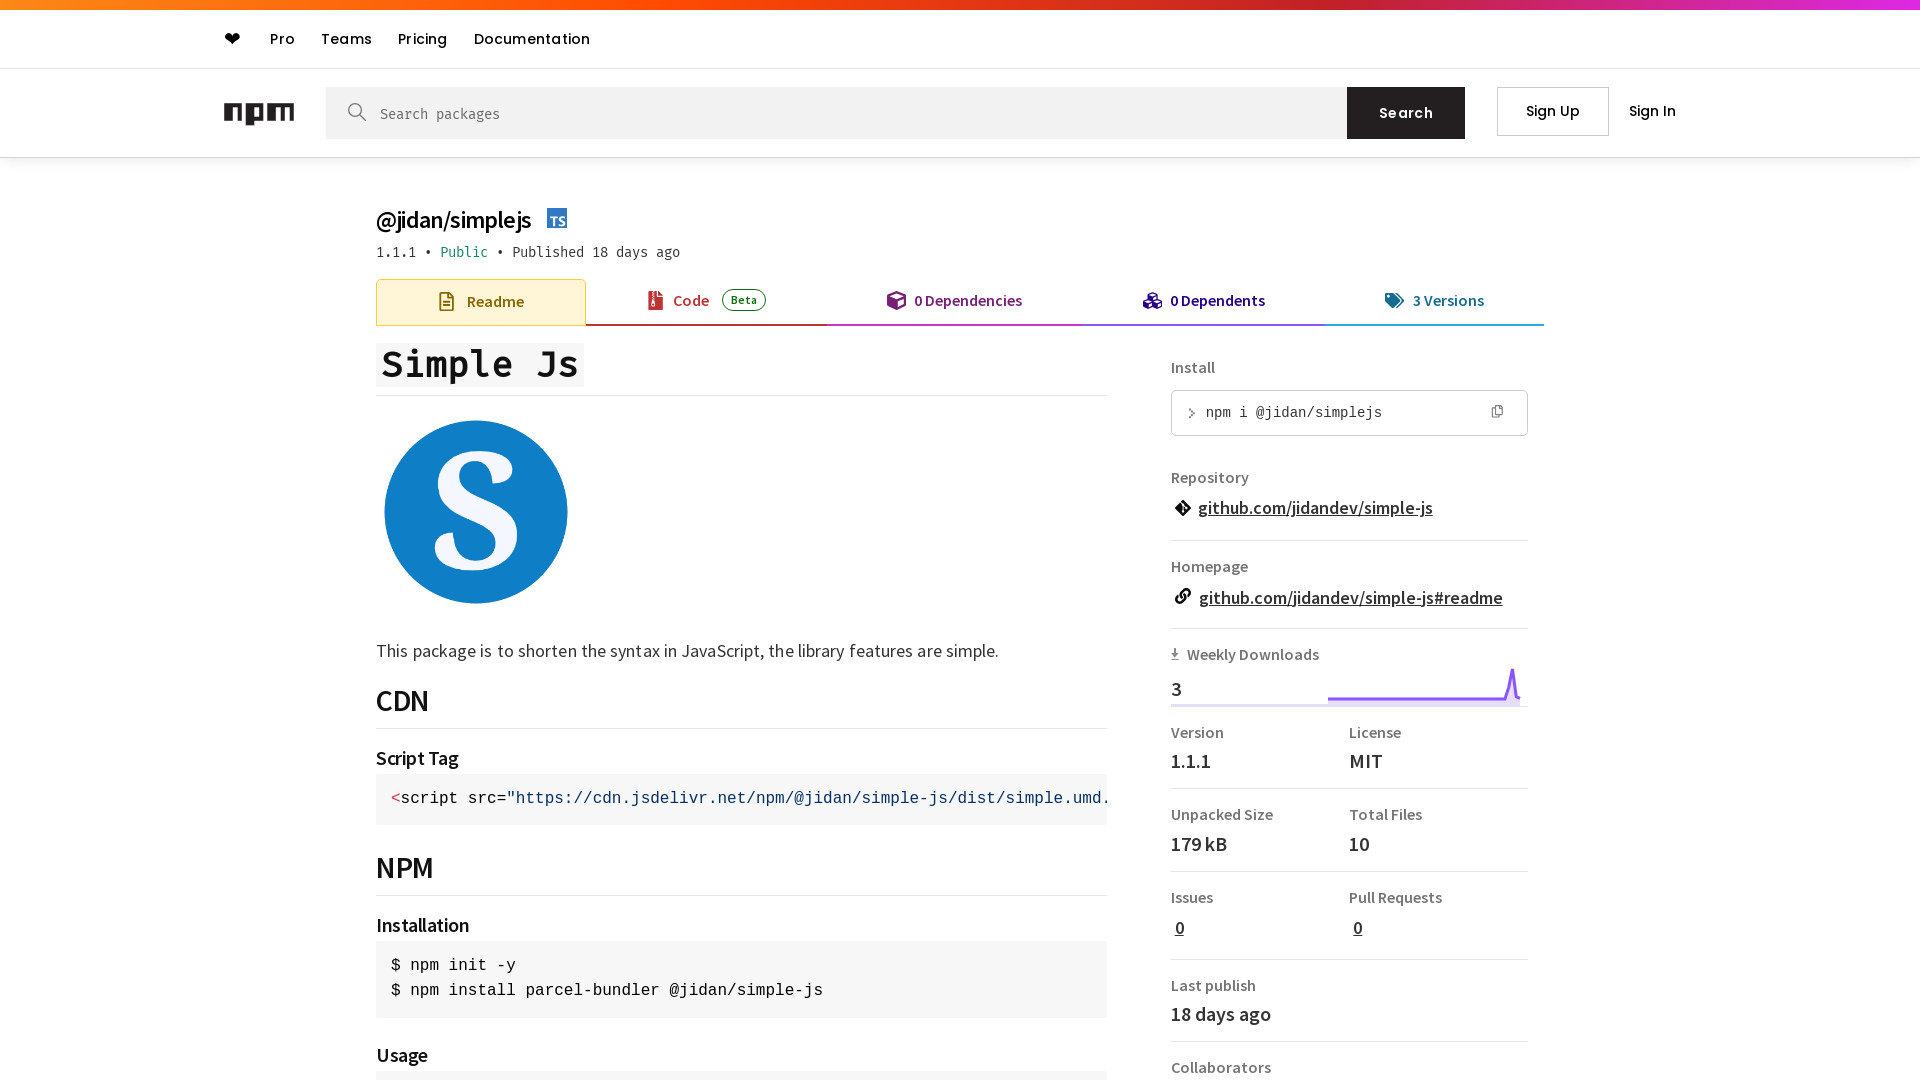 ❤
Pro
Teams
Pricing
Documentation
npm
Search packages
Search
Sign Up
Sign In
@jidan/simplejs
TS
1.1.1 • Public • Published 18 days ago
Readme
Code Beta
0 Dependencies
0 Dependents
3 Versions
Simple Js
S
This package is to shorten the syntax in JavaScript, the library features are simple.
CDN
Script Tag
<script src="https://cdn.jsdelivr.net/npm/@jidan/simple-js/dist/simple.umd.
NPM
Installation
$ npm init -y
$ npm install parcel-bundler @jidan/simple-js
Usage
Install
npm i @jidan/simplejs
Repository
github.com/jidandev/simple-js
Homepage
github.com/jidandev/simple-js#readme
Weekly Downloads
3
Version
1.1.1
License
MIT
Unpacked Size
179 kB
Total Files
10
Issues
0
Pull Requests
0
Last publish
18 days ago
Collaborators